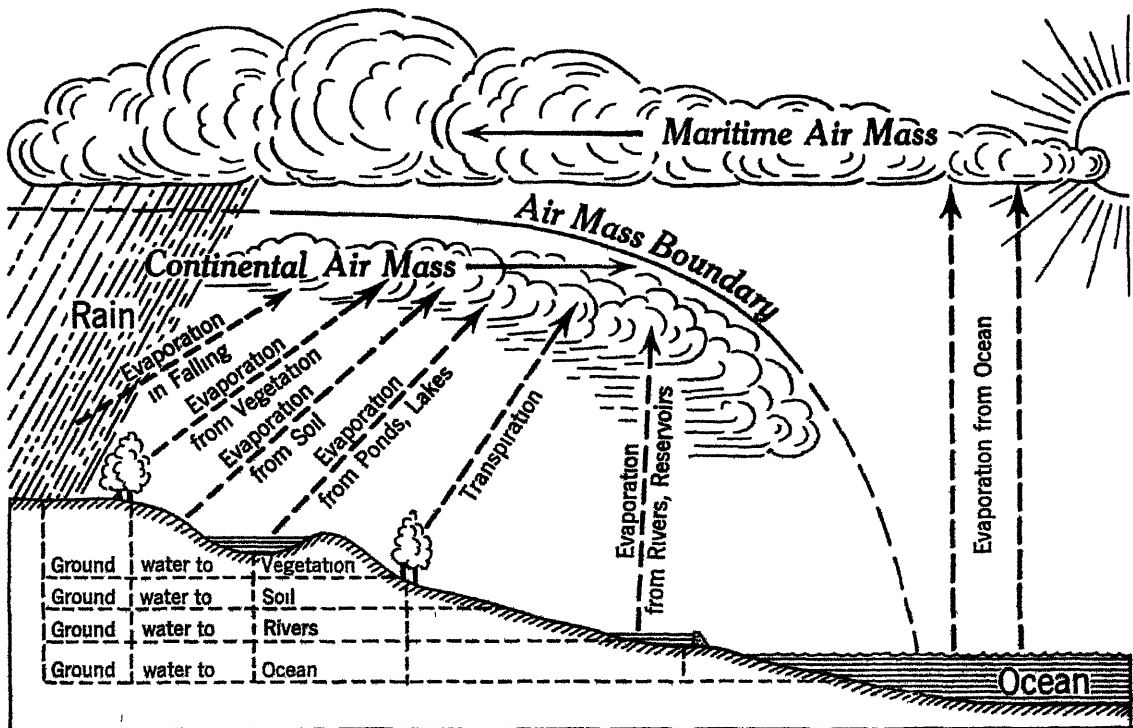 Maritime Air Mass
Air Mass Boundary
Continental Air Mass
Rain
Evaporation
in Falling
Evaporation
from Vegetation
Evaporation
from Soil
Evaporation
from Ponds, Lakes
Transpiration
Evaporation
from Rivers, Reservoirs
Evaporation from Ocean
Ground water to Vegetation
Ground water to Soil
Ground water to Rivers
Ground water to Ocean
Ocean